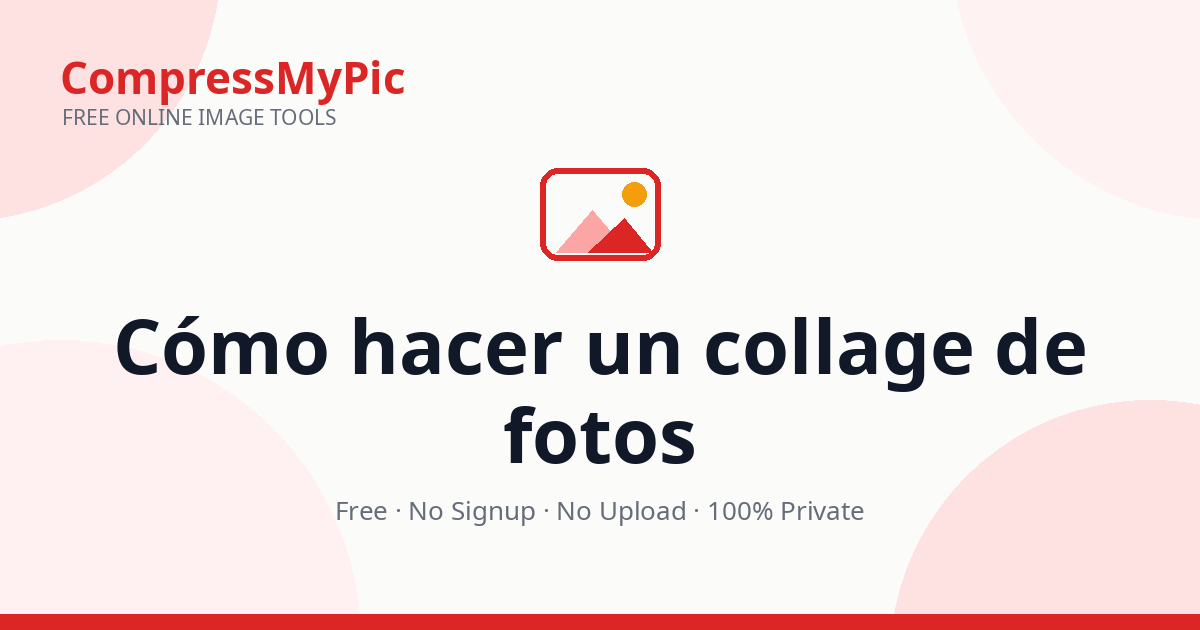 CompressMyPic
FREE ONLINE IMAGE TOOLS
Cómo hacer un collage de
fotos
Free · No Signup · No Upload · 100% Private